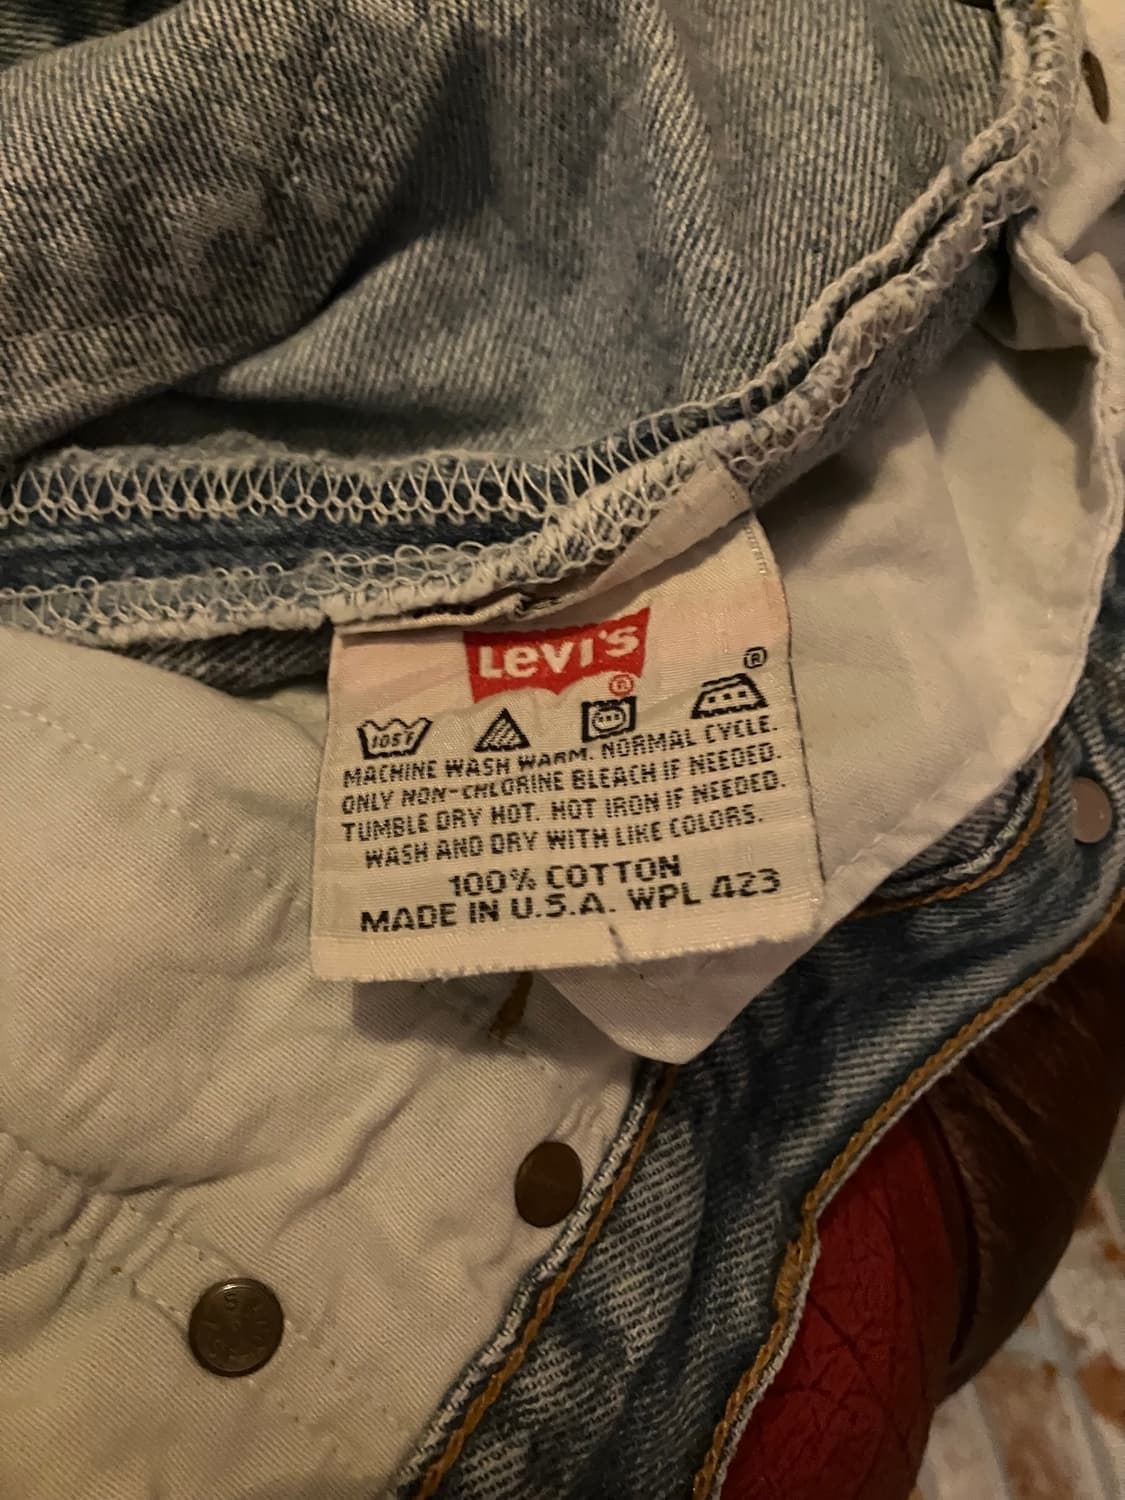 LEVI'S
®
®
105F
MACHINE WASH WARM. NORMAL CYCLE.
ONLY NON-CHLORINE BLEACH IF NEEDED.
TUMBLE DRY HOT. HOT IRON IF NEEDED.
WASH AND DRY WITH LIKE COLORS.
100% COTTON
MADE IN U.S.A. WPL 423